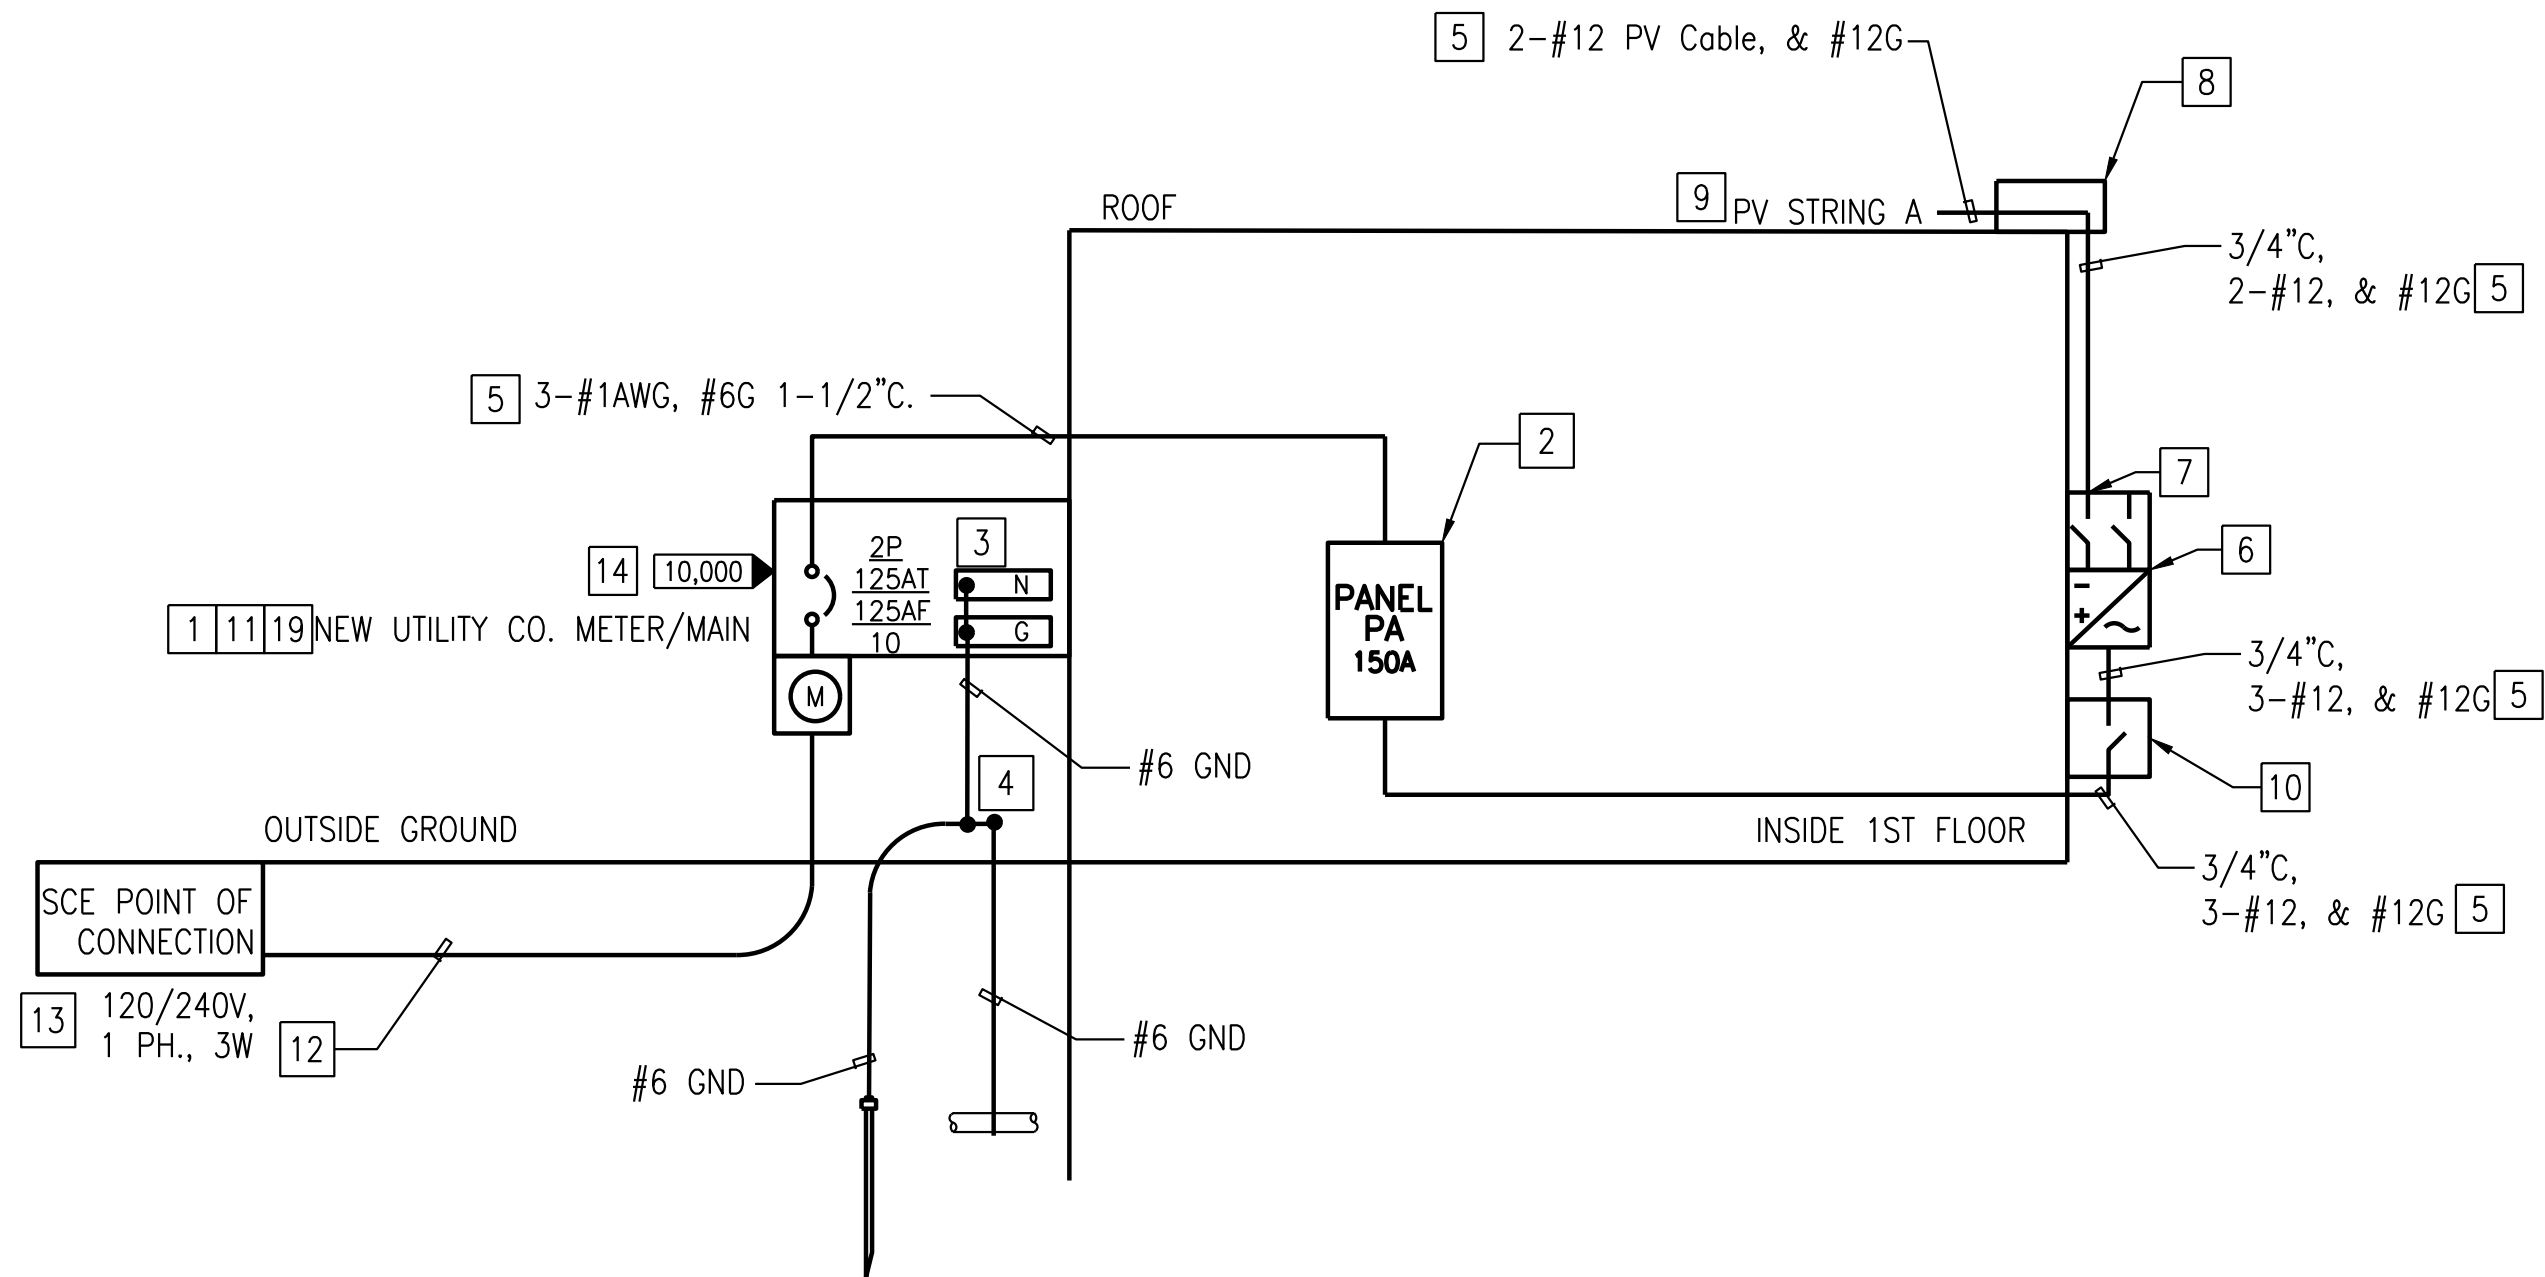 5 2-#12 PV Cable, & #12G
8
ROOF
9 PV STRING A
3/4"C,
2-#12, & #12G 5
5 3-#1AWG, #6G 1-1/2"C.
2
7
3
2P
125AT
125AF
10
14 10,000
N
G
6
1 11 19 NEW UTILITY CO. METER/MAIN
PANEL
PA
150A
-
+
~
3/4"C,
3-#12, & #12G 5
M
#6 GND
4
10
OUTSIDE GROUND
INSIDE 1ST FLOOR
3/4"C,
3-#12, & #12G 5
SCE POINT OF
CONNECTION
13 120/240V,
1 PH., 3W
12
#6 GND
#6 GND